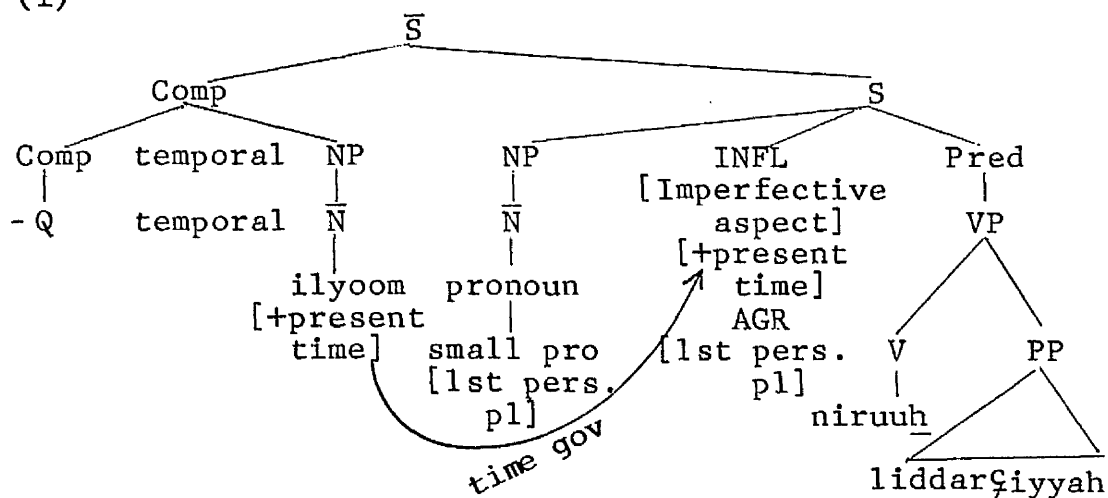 (1)
S̅
Comp S
Comp temporal NP NP INFL Pred
[Imperfective
- Q temporal N̅ N̅ aspect] VP
[+present
ilyoom pronoun time]
[+present AGR
time] small pro [1st pers. V PP
[1st pers. pl]
pl] niruuẖ
time gov
liddarʕiyyah